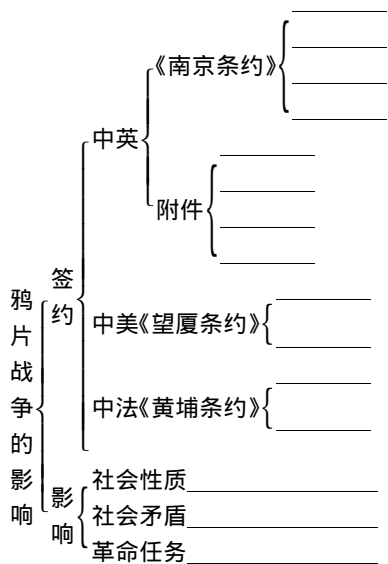 《南京条约》
中英
附件
签约
中美《望厦条约》
中法《黄埔条约》
鸦片战争的影响
影响
社会性质
社会矛盾
革命任务